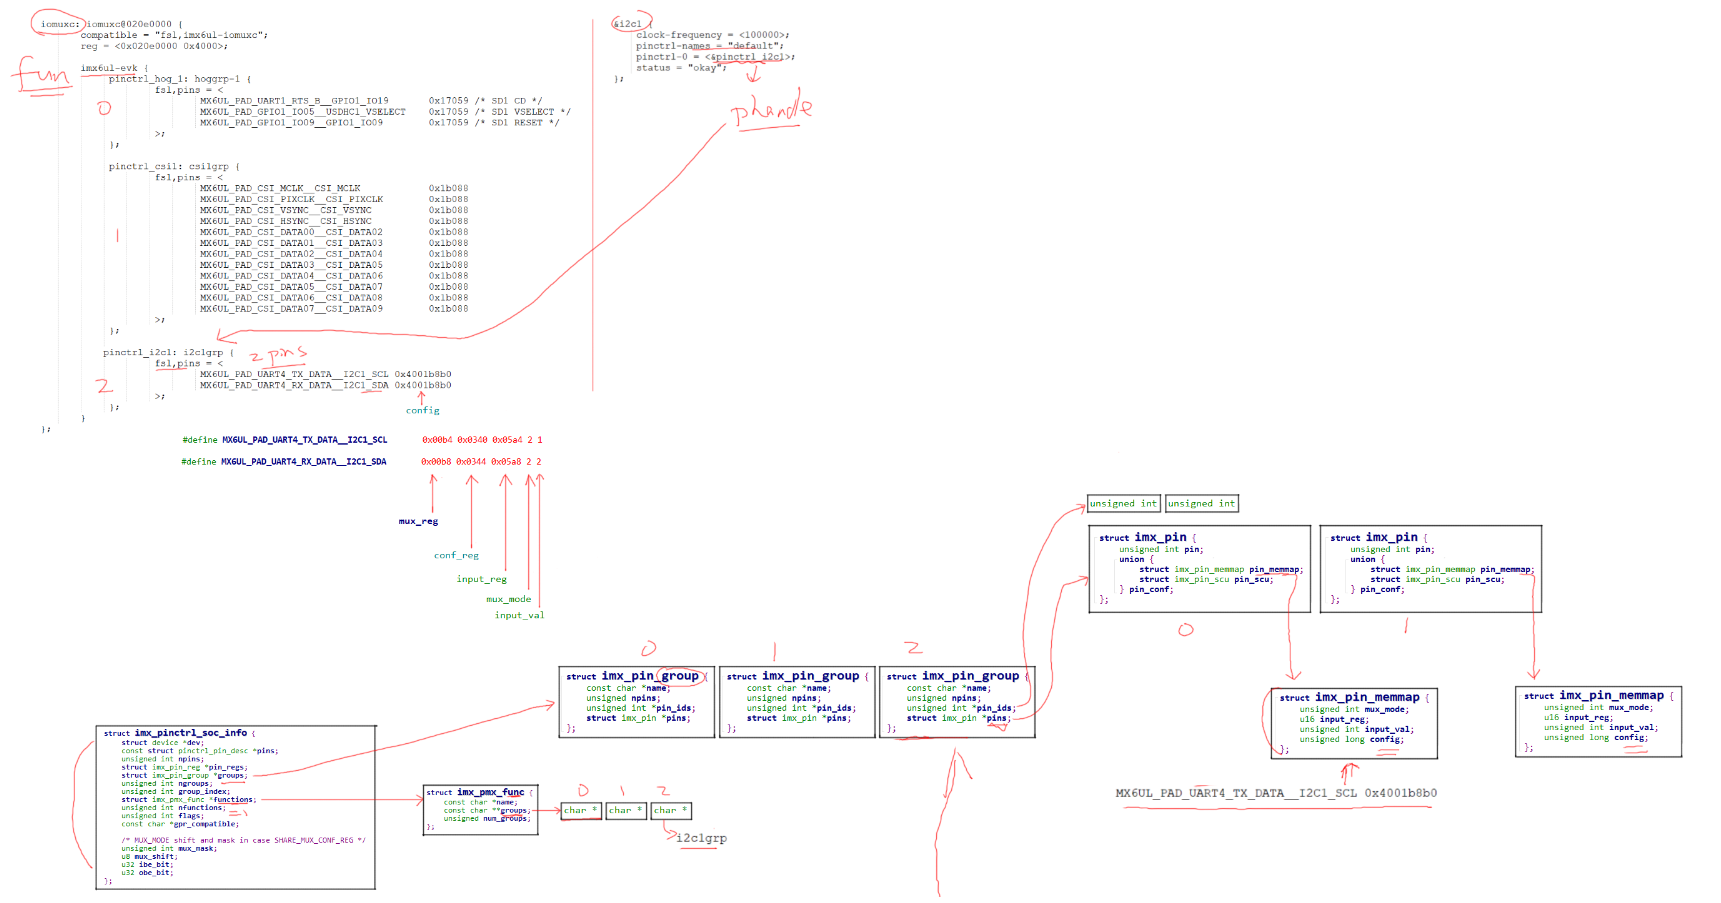 iomuxc: iomuxc@020e0000 {
compatible = "fsl,imx6ul-iomuxc";
reg = <0x020e0000 0x4000>;
fun
imx6ul-evk {
pinctrl_hog_1: hoggrp-1 {
fsl,pins = <
0
MX6UL_PAD_UART1_RTS_B__GPIO1_IO19 0x17059 /* SD1 CD */
MX6UL_PAD_GPIO1_IO05__USDHC1_VSELECT 0x17059 /* SD1 VSELECT */
MX6UL_PAD_GPIO1_IO09__GPIO1_IO09 0x17059 /* SD1 RESET */
>;
};
pinctrl_csi1: csi1grp {
fsl,pins = <
1
MX6UL_PAD_CSI_MCLK__CSI_MCLK 0x1b088
MX6UL_PAD_CSI_PIXCLK__CSI_PIXCLK 0x1b088
MX6UL_PAD_CSI_VSYNC__CSI_VSYNC 0x1b088
MX6UL_PAD_CSI_HSYNC__CSI_HSYNC 0x1b088
MX6UL_PAD_CSI_DATA00__CSI_DATA02 0x1b088
MX6UL_PAD_CSI_DATA01__CSI_DATA03 0x1b088
MX6UL_PAD_CSI_DATA02__CSI_DATA04 0x1b088
MX6UL_PAD_CSI_DATA03__CSI_DATA05 0x1b088
MX6UL_PAD_CSI_DATA04__CSI_DATA06 0x1b088
MX6UL_PAD_CSI_DATA05__CSI_DATA07 0x1b088
MX6UL_PAD_CSI_DATA06__CSI_DATA08 0x1b088
MX6UL_PAD_CSI_DATA07__CSI_DATA09 0x1b088
>;
};
pinctrl_i2c1: i2c1grp {
2 pins
fsl,pins = <
2
MX6UL_PAD_UART4_TX_DATA__I2C1_SCL 0x4001b8b0
MX6UL_PAD_UART4_RX_DATA__I2C1_SDA 0x4001b8b0
>;
};
}
};
config
&i2c1 {
clock-frequency = <100000>;
pinctrl-names = "default";
pinctrl-0 = <&pinctrl_i2c1>;
status = "okay";
};
phandle
#define MX6UL_PAD_UART4_TX_DATA__I2C1_SCL 0x00b4 0x0340 0x05a4 2 1
#define MX6UL_PAD_UART4_RX_DATA__I2C1_SDA 0x00b8 0x0344 0x05a8 2 2
mux_reg
conf_reg
input_reg
mux_mode
input_val
unsigned int unsigned int
struct imx_pin {
unsigned int pin;
union {
struct imx_pin_memmap pin_memmap;
struct imx_pin_scu pin_scu;
} pin_conf;
};
0
struct imx_pin {
unsigned int pin;
union {
struct imx_pin_memmap pin_memmap;
struct imx_pin_scu pin_scu;
} pin_conf;
};
1
0
struct imx_pin_group {
const char *name;
unsigned npins;
unsigned int *pin_ids;
struct imx_pin *pins;
};
1
struct imx_pin_group {
const char *name;
unsigned npins;
unsigned int *pin_ids;
struct imx_pin *pins;
};
2
struct imx_pin_group {
const char *name;
unsigned npins;
unsigned int *pin_ids;
struct imx_pin *pins;
};
struct imx_pin_memmap {
unsigned int mux_mode;
u16 input_reg;
unsigned int input_val;
unsigned long config;
};
struct imx_pin_memmap {
unsigned int mux_mode;
u16 input_reg;
unsigned int input_val;
unsigned long config;
};
MX6UL_PAD_UART4_TX_DATA__I2C1_SCL 0x4001b8b0
struct imx_pinctrl_soc_info {
struct device *dev;
const struct pinctrl_pin_desc *pins;
unsigned int npins;
struct imx_pin_reg *pin_regs;
struct imx_pin_group *groups;
unsigned int ngroups;
unsigned int group_index;
struct imx_pmx_func *functions;
unsigned int nfunctions;
unsigned int flags;
const char *gpr_compatible;
/* MUX_MODE shift and mask in case SHARE_MUX_CONF_REG */
unsigned int mux_mask;
u8 mux_shift;
u32 ibe_bit;
u32 obe_bit;
};
struct imx_pmx_func {
const char *name;
const char **groups;
unsigned num_groups;
};
0 1 2
char * char * char *
i2c1grp